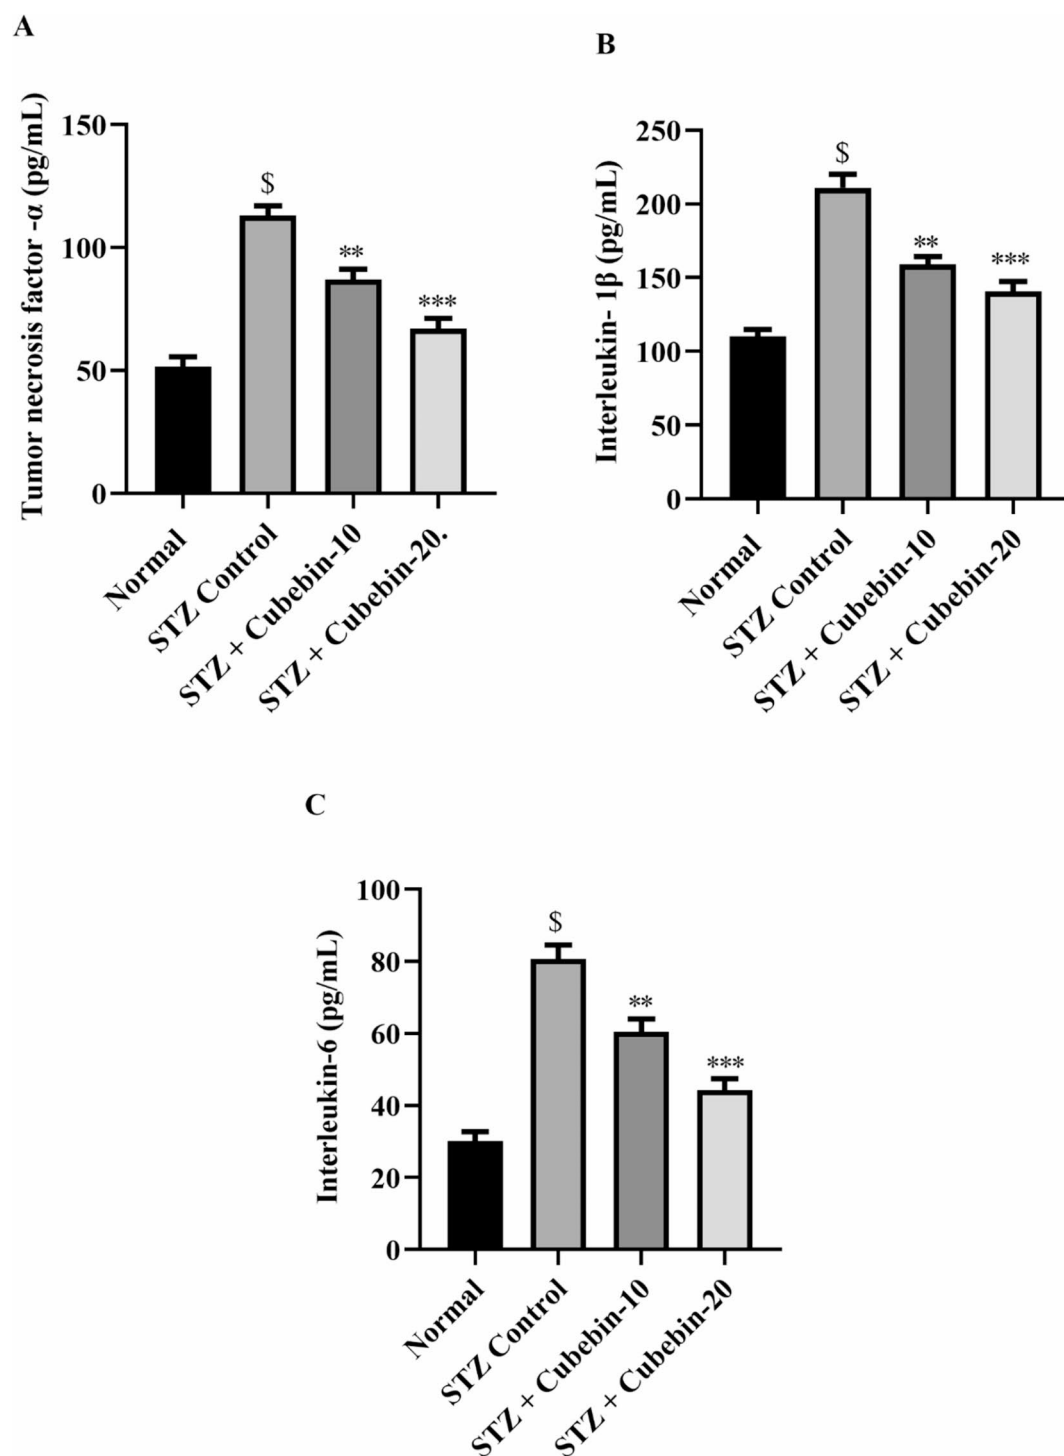 A
Tumor necrosis factor -α (pg/mL)
150
100
50
0
$
**
***
Normal
STZ Control
STZ + Cubebin-10
STZ + Cubebin-20.
B
Interleukin- 1β (pg/mL)
250
200
150
100
50
0
$
**
***
Normal
STZ Control
STZ + Cubebin-10
STZ + Cubebin-20
C
Interleukin-6 (pg/mL)
100
80
60
40
20
0
$
**
***
Normal
STZ Control
STZ + Cubebin-10
STZ + Cubebin-20